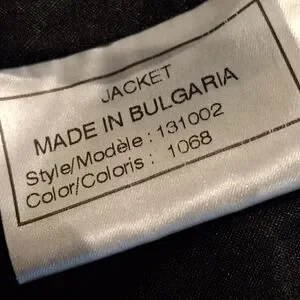 JACKET
MADE IN BULGARIA
Style/Modèle : 131002
Color/Coloris : 1068